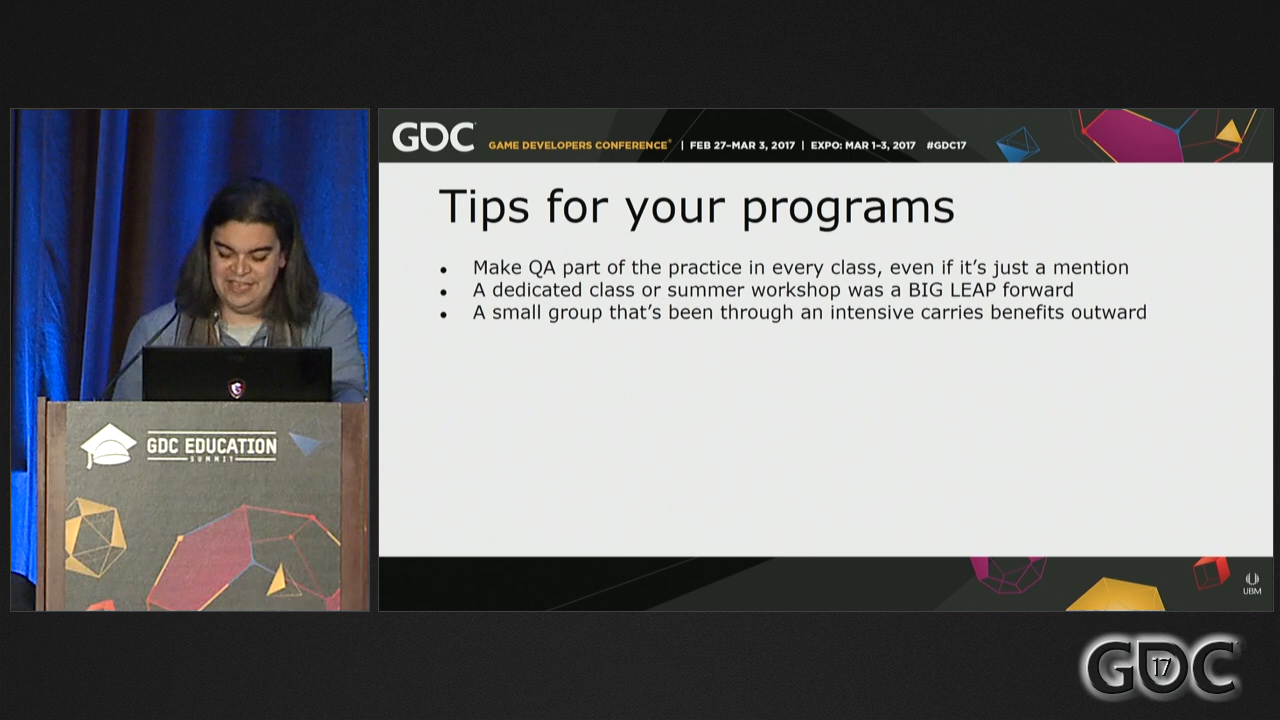 GDC
GAME DEVELOPERS CONFERENCE® | FEB 27–MAR 3, 2017 | EXPO: MAR 1–3, 2017 #GDC17
Tips for your programs
• Make QA part of the practice in every class, even if it’s just a mention
• A dedicated class or summer workshop was a BIG LEAP forward
• A small group that’s been through an intensive carries benefits outward
GDC EDUCATION
SUMMIT
UBM
GDC
17